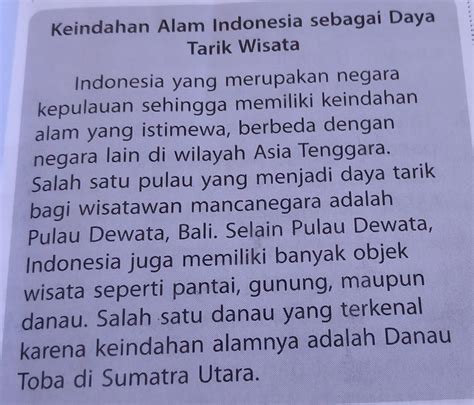 Keindahan Alam Indonesia sebagai Daya
Tarik Wisata
Indonesia yang merupakan negara
kepulauan sehingga memiliki keindahan
alam yang istimewa, berbeda dengan
negara lain di wilayah Asia Tenggara.
Salah satu pulau yang menjadi daya tarik
bagi wisatawan mancanegara adalah
Pulau Dewata, Bali. Selain Pulau Dewata,
Indonesia juga memiliki banyak objek
wisata seperti pantai, gunung, maupun
danau. Salah satu danau yang terkenal
karena keindahan alamnya adalah Danau
Toba di Sumatra Utara.